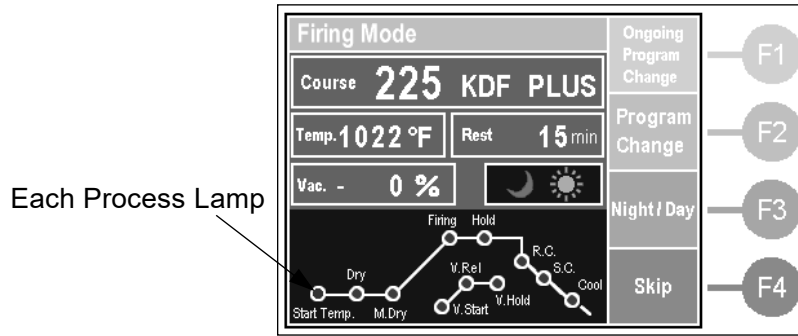 Each Process Lamp
Firing Mode
Course 225 KDF PLUS
Temp. 1022 °F Rest 15 min
Vac. - 0 %
Firing Hold
R.C.
Dry V.Rel S.C.
Cool
Start Temp. M.Dry V.Start V.Hold
Ongoing
Program
Change
F1
Program
Change
F2
Night / Day
F3
Skip
F4